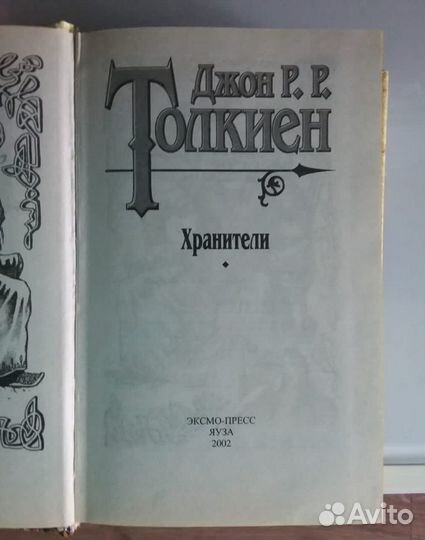 Джон Р. Р.
Толкиен
Хранители
ЭКСМО-ПРЕСС
ЯУЗА
2002
Avito